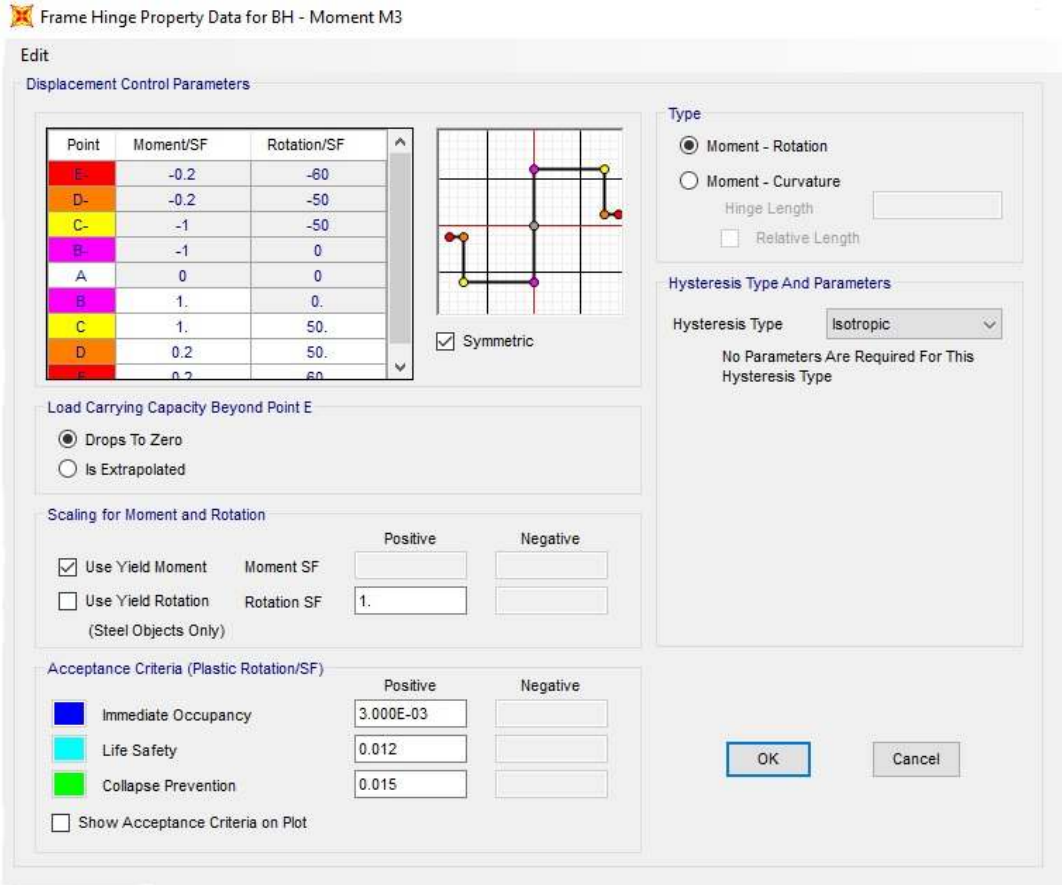 Frame Hinge Property Data for BH - Moment M3
Edit
Displacement Control Parameters
Point Moment/SF Rotation/SF
E- -0.2 -60
D- -0.2 -50
C- -1 -50
B- -1 0
A 0 0
B 1. 0.
C 1. 50.
D 0.2 50.
E 0.2 60.
Symmetric
Load Carrying Capacity Beyond Point E
Drops To Zero
Is Extrapolated
Scaling for Moment and Rotation
Positive Negative
Use Yield Moment Moment SF
Use Yield Rotation Rotation SF 1.
(Steel Objects Only)
Acceptance Criteria (Plastic Rotation/SF)
Positive Negative
Immediate Occupancy 3.000E-03
Life Safety 0.012
Collapse Prevention 0.015
Show Acceptance Criteria on Plot
Type
Moment - Rotation
Moment - Curvature
Hinge Length
Relative Length
Hysteresis Type And Parameters
Hysteresis Type Isotropic
No Parameters Are Required For This
Hysteresis Type
OK Cancel